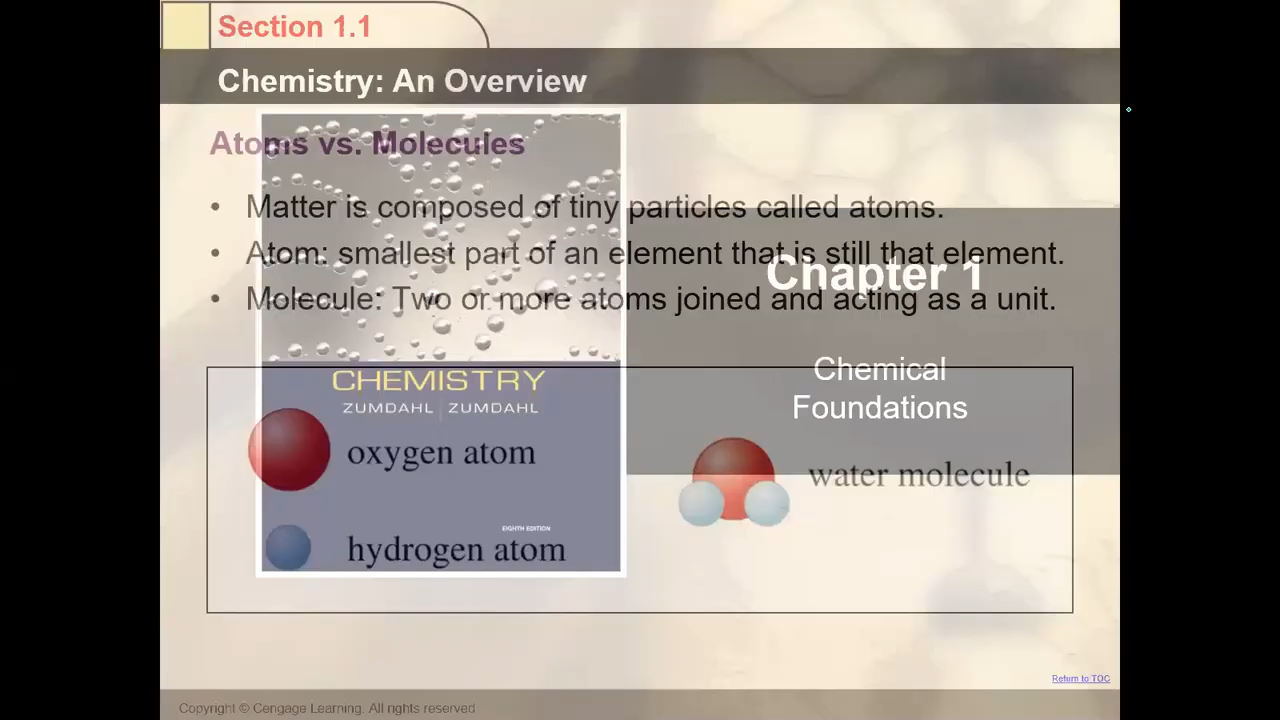 Section 1.1
Chemistry: An Overview
Atoms vs. Molecules
• Matter is composed of tiny particles called atoms.
• Atom: smallest part of an element that is still that element.
Chapter 1
• Molecule: Two or more atoms joined and acting as a unit.
Chemical
Foundations
CHEMISTRY
ZUMDAHL | ZUMDAHL
oxygen atom
water molecule
EIGHTH EDITION
hydrogen atom
Return to TOC
Copyright © Cengage Learning. All rights reserved